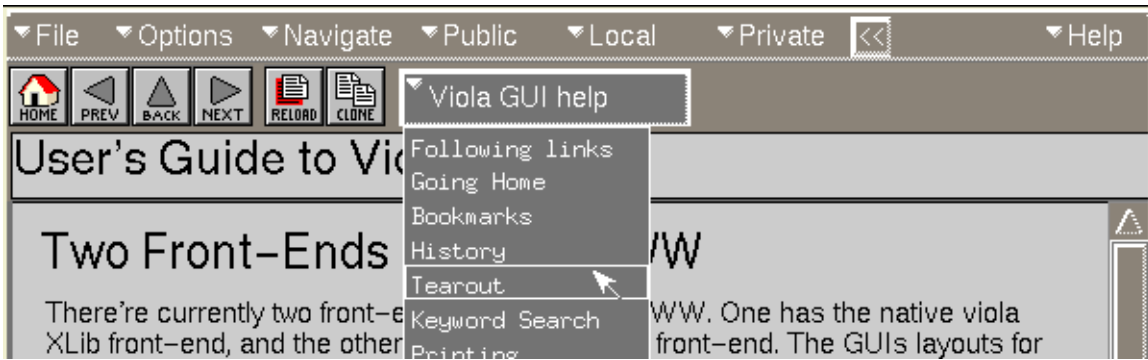 File Options Navigate Public Local Private << Help
HOME PREV BACK NEXT RELOAD CLONE Viola GUI help
User's Guide to Vio
Following links
Going Home
Bookmarks
Two Front-Ends WW
History
Tearout
There're currently two front-e WW. One has the native viola
Keyword Search
XLib front-end, and the other front-end. The GUIs layouts for
Printing